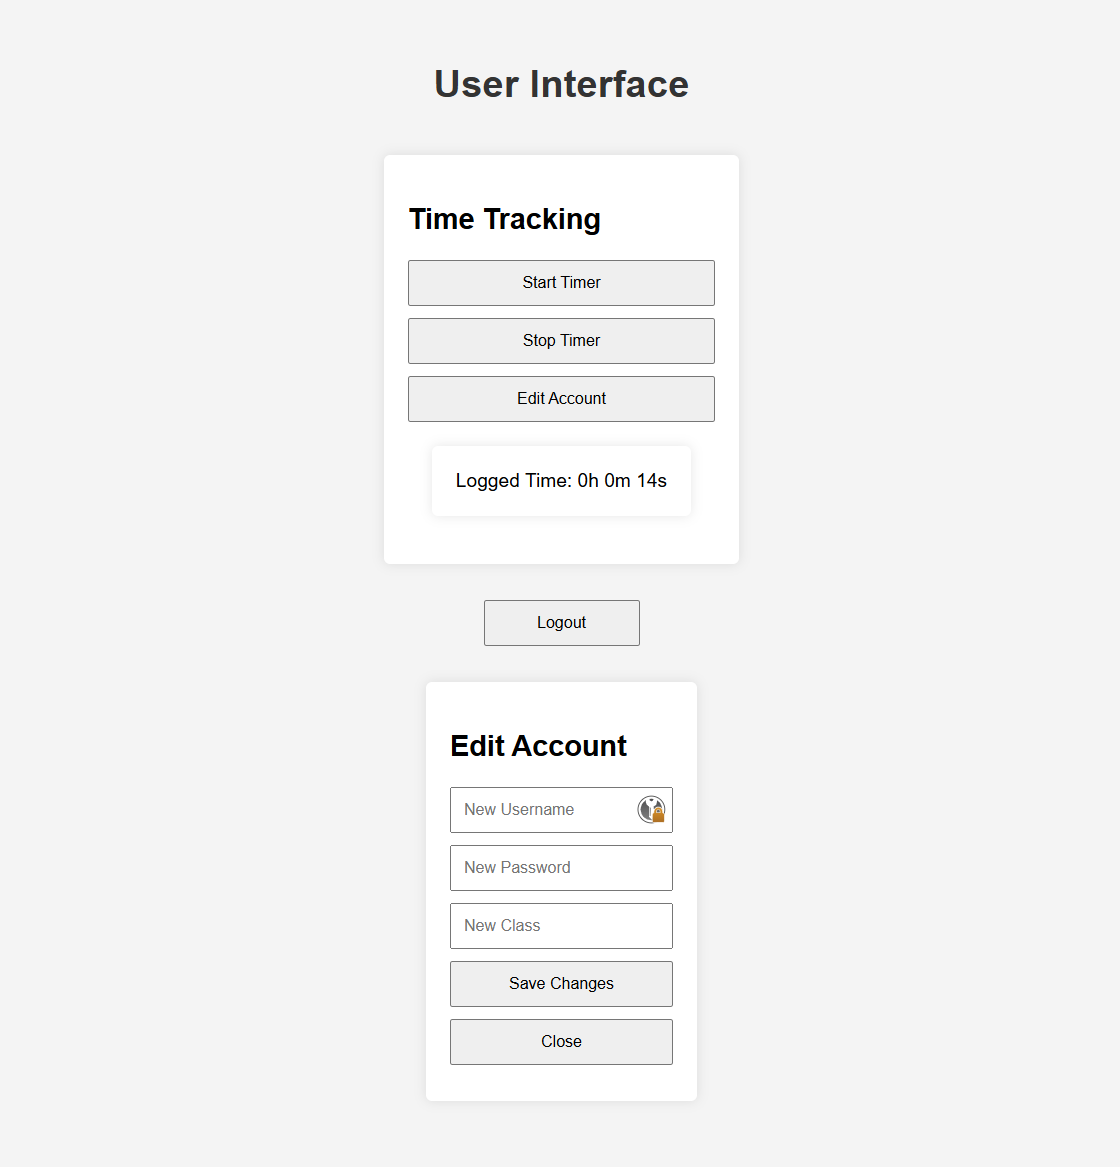 User Interface
Time Tracking
Start Timer
Stop Timer
Edit Account
Logged Time: 0h 0m 14s
Logout
Edit Account
New Username
New Password
New Class
Save Changes
Close